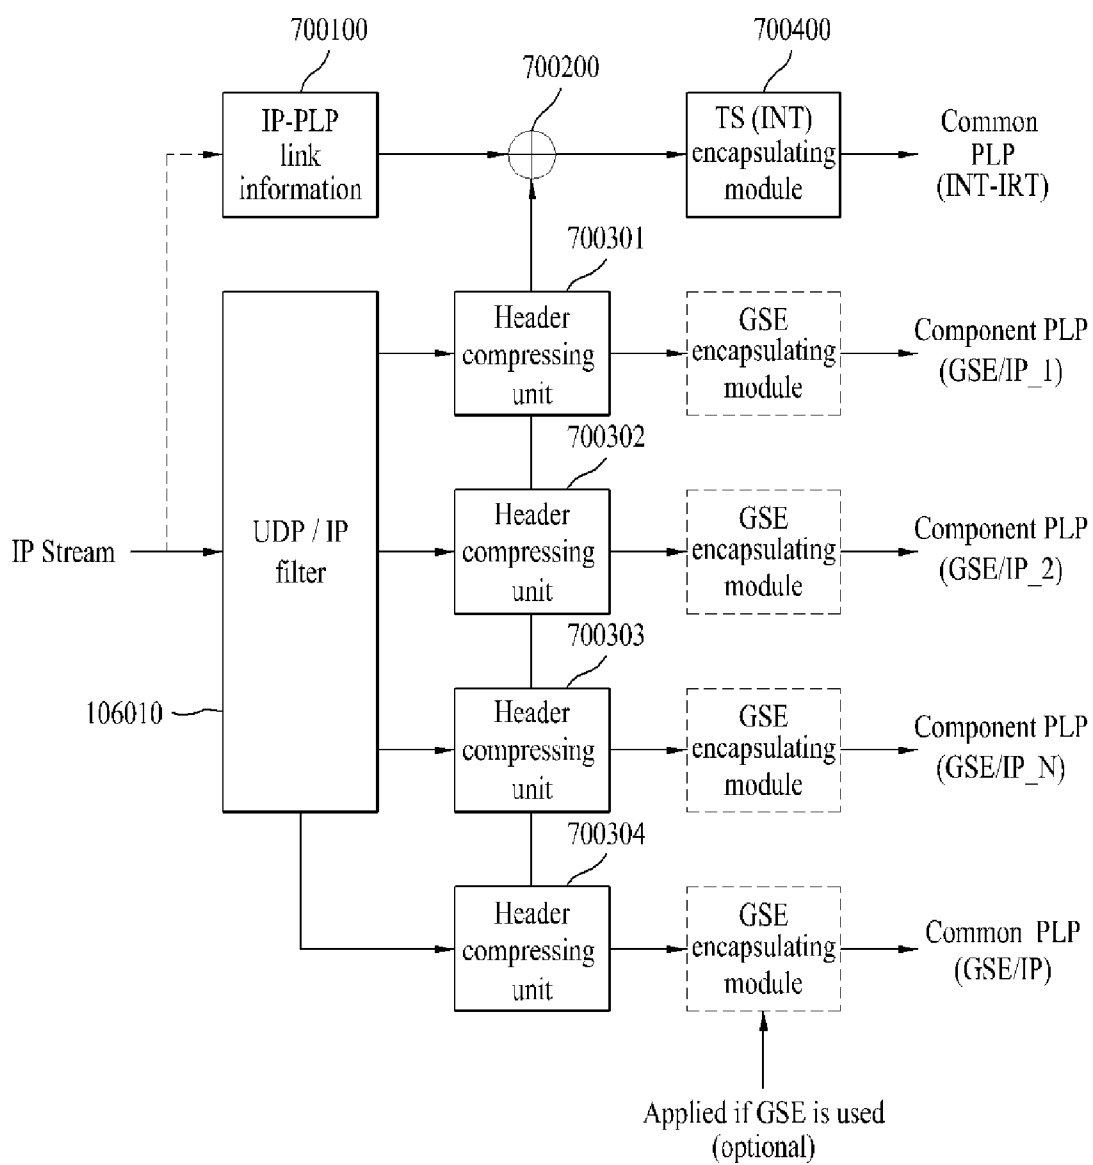 700100
700200
700400
IP-PLP
link
information
TS (INT)
encapsulating
module
Common
PLP
(INT-IRT)
700301
Header
compressing
unit
GSE
encapsulating
module
Component PLP
(GSE/IP_1)
700302
IP Stream
UDP / IP
filter
Header
compressing
unit
GSE
encapsulating
module
Component PLP
(GSE/IP_2)
700303
106010
Header
compressing
unit
GSE
encapsulating
module
Component PLP
(GSE/IP_N)
700304
Header
compressing
unit
GSE
encapsulating
module
Common PLP
(GSE/IP)
Applied if GSE is used
(optional)